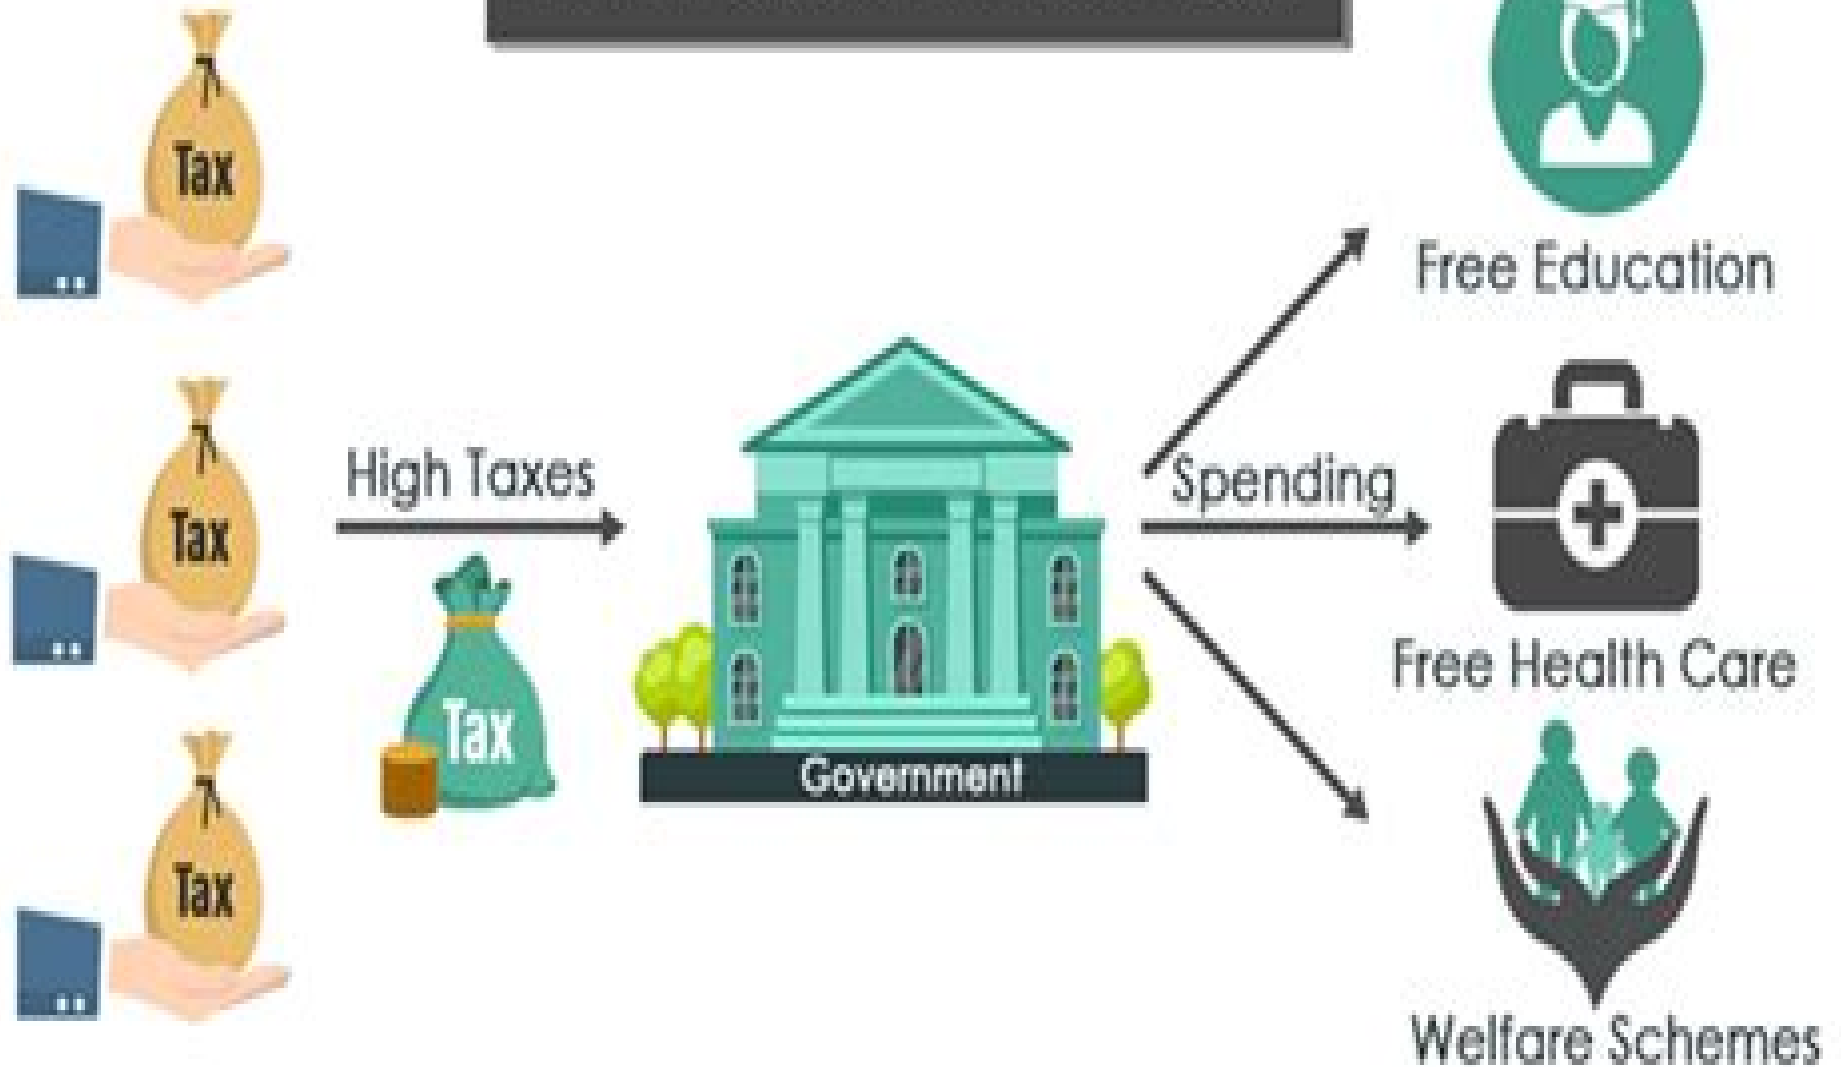 Tax
Free Education
Tax
High Taxes
Tax
Government
Spending
Free Health Care
Tax
Welfare Schemes